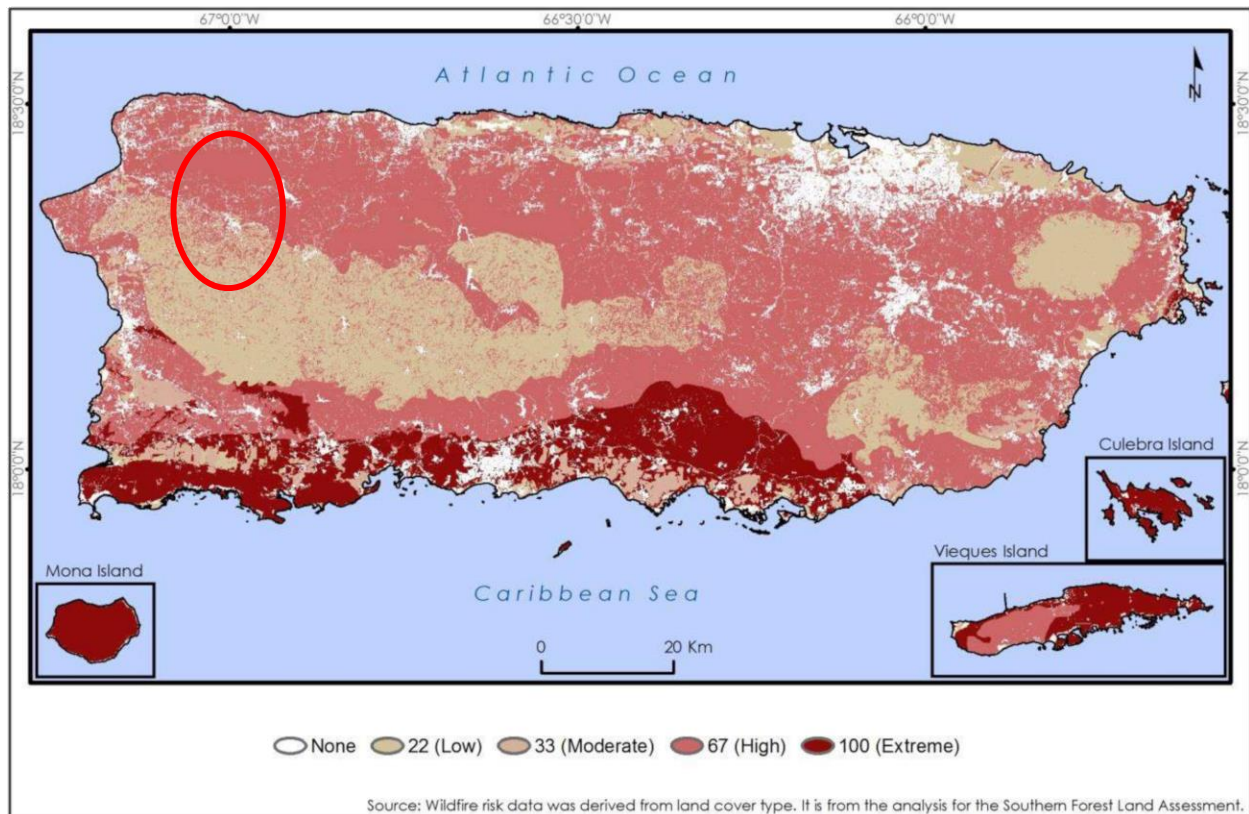 67°0'0"W 66°30'0"W 66°0'0"W
Atlantic Ocean
N
18°30'0"N 18°30'0"N
18°0'0"N 18°0'0"N
Culebra Island
Vieques Island
Mona Island
Caribbean Sea
0 20 Km
None 22 (Low) 33 (Moderate) 67 (High) 100 (Extreme)
Source: Wildfire risk data was derived from land cover type. It is from the analysis for the Southern Forest Land Assessment.